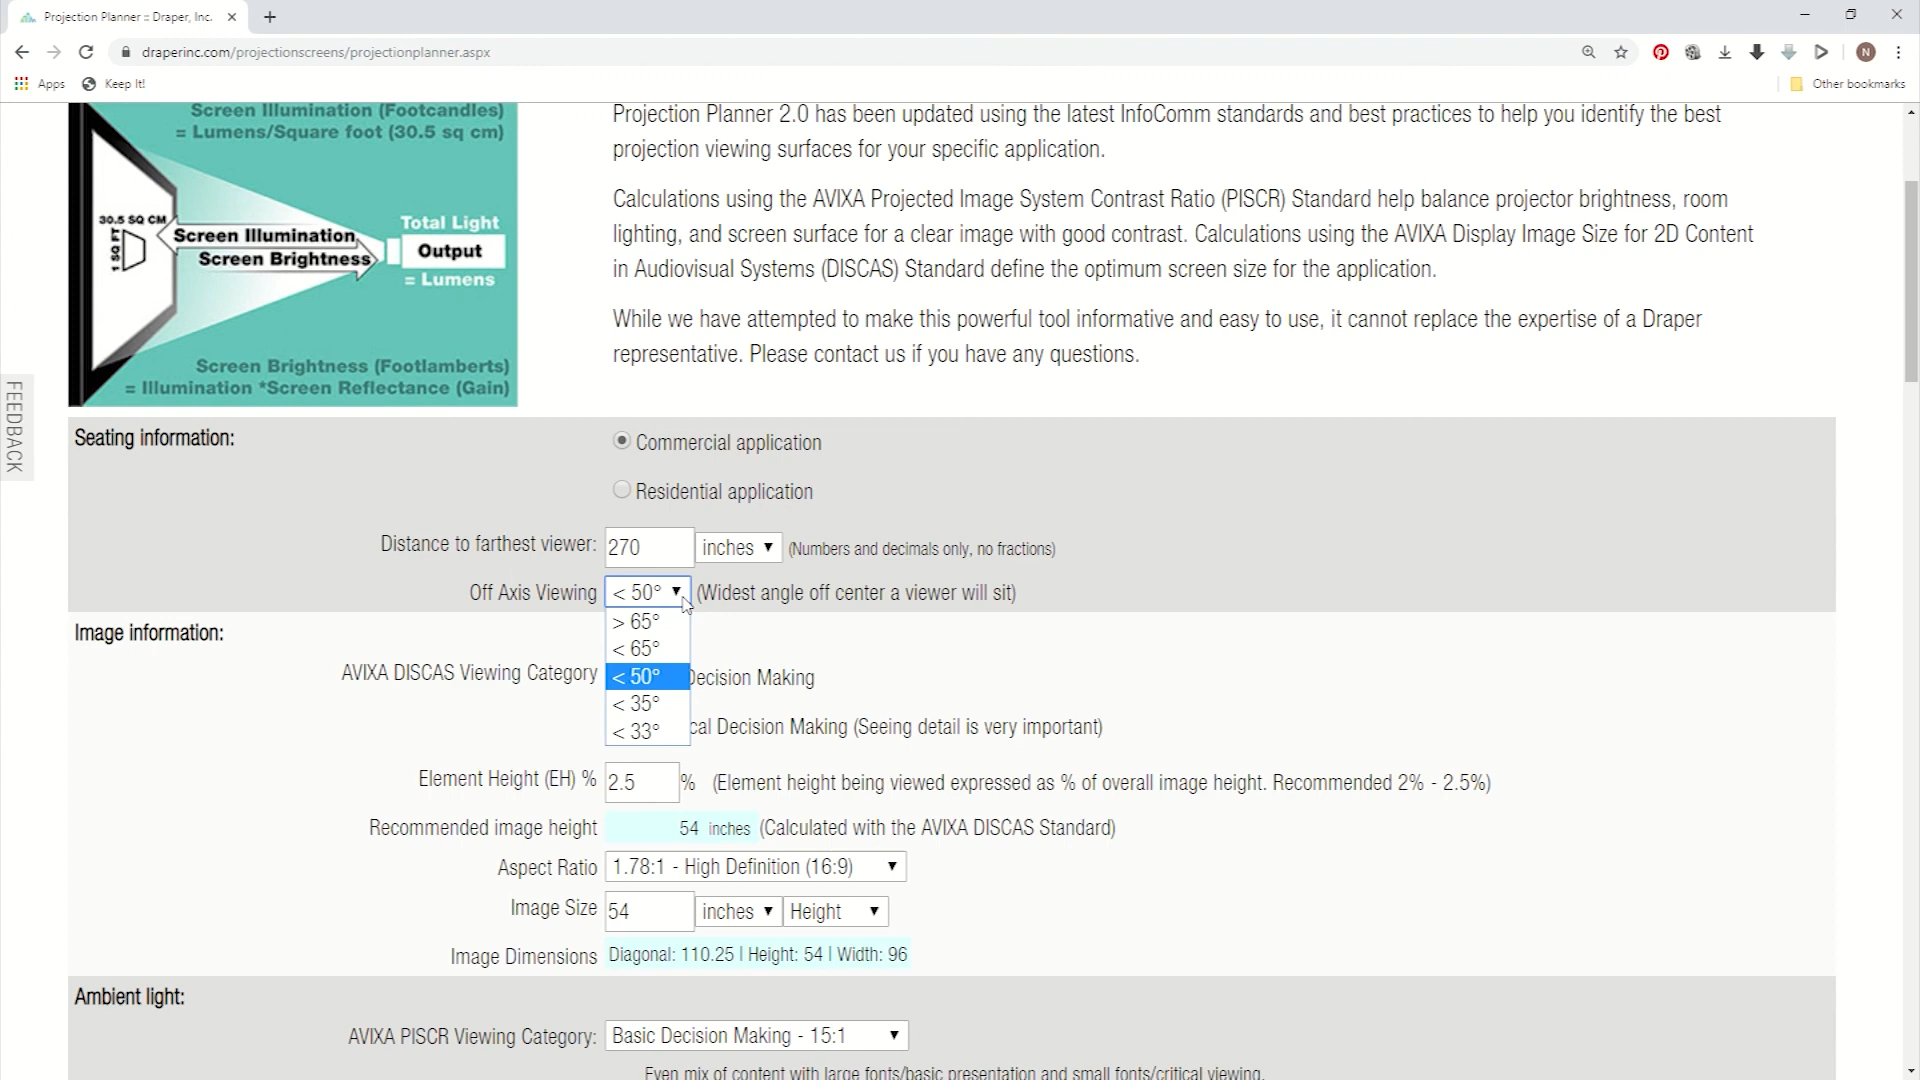 Projection Planner :: Draper, Inc.
draperinc.com/projectionscreens/projectionplanner.aspx
N
Apps
Keep It!
Other bookmarks
Screen Illumination (Footcandles)
= Lumens/Square foot (30.5 sq cm)
30.5 SQ CM
1 SQ FT
Screen Illumination
Screen Brightness
Total Light
Output
= Lumens
Screen Brightness (Footlamberts)
= Illumination *Screen Reflectance (Gain)
Projection Planner 2.0 has been updated using the latest InfoComm standards and best practices to help you identify the best
projection viewing surfaces for your specific application.
Calculations using the AVIXA Projected Image System Contrast Ratio (PISCR) Standard help balance projector brightness, room
lighting, and screen surface for a clear image with good contrast. Calculations using the AVIXA Display Image Size for 2D Content
in Audiovisual Systems (DISCAS) Standard define the optimum screen size for the application.
While we have attempted to make this powerful tool informative and easy to use, it cannot replace the expertise of a Draper
representative. Please contact us if you have any questions.
FEEDBACK
Seating information:
Commercial application
Residential application
Distance to farthest viewer: 270 inches (Numbers and decimals only, no fractions)
Off Axis Viewing < 50° (Widest angle off center a viewer will sit)
> 65°
< 65°
< 50°
< 35°
< 33°
Image information:
AVIXA DISCAS Viewing Category
Decision Making
cal Decision Making (Seeing detail is very important)
Element Height (EH) % 2.5 % (Element height being viewed expressed as % of overall image height. Recommended 2% - 2.5%)
Recommended image height 54 inches (Calculated with the AVIXA DISCAS Standard)
Aspect Ratio 1.78:1 - High Definition (16:9)
Image Size 54 inches Height
Image Dimensions Diagonal: 110.25 | Height: 54 | Width: 96
Ambient light:
AVIXA PISCR Viewing Category: Basic Decision Making - 15:1
Even mix of content with large fonts/basic presentation and small fonts/critical viewing.